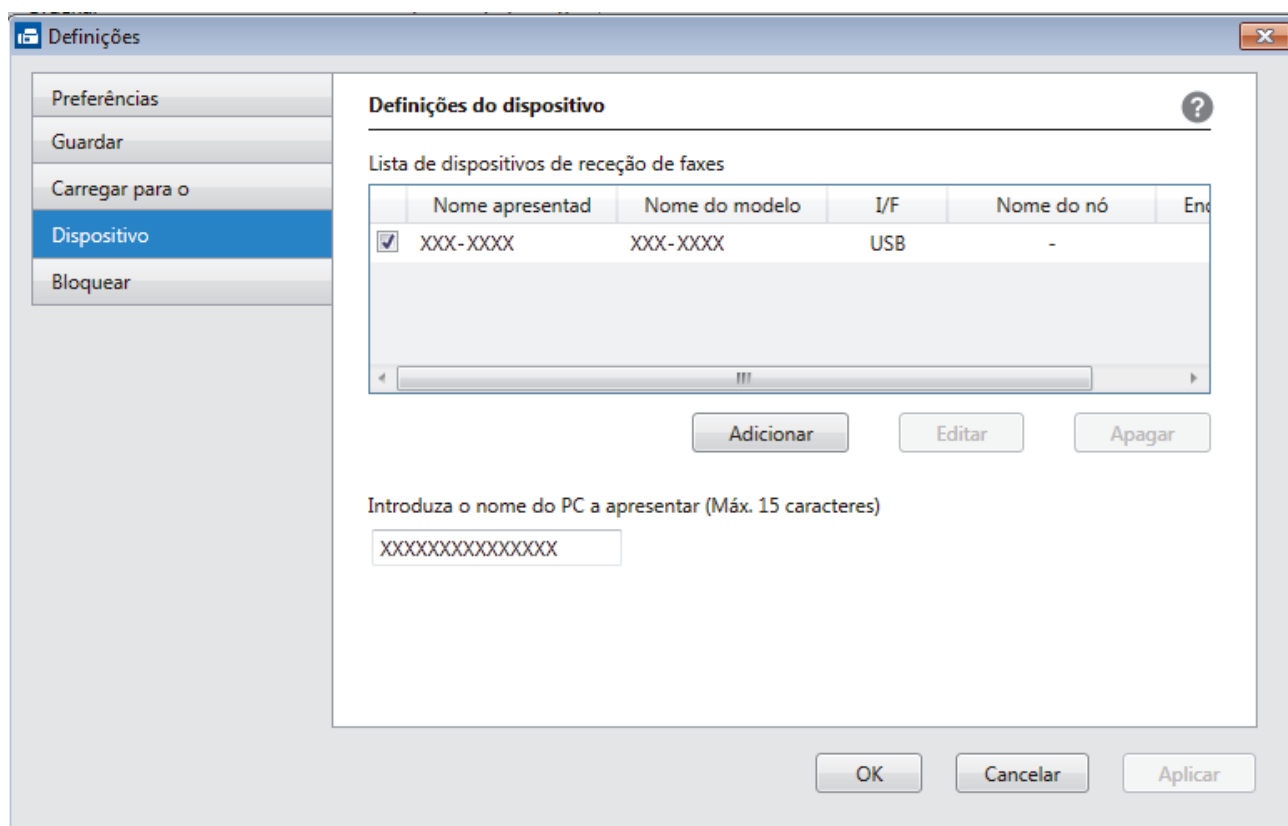 Definições
Preferências
Guardar
Carregar para o
Dispositivo
Bloquear
Definições do dispositivo
Lista de dispositivos de receção de faxes
Nome apresentad Nome do modelo I/F Nome do nó End
XXX-XXXX XXX-XXXX USB -
Adicionar Editar Apagar
Introduza o nome do PC a apresentar (Máx. 15 caracteres)
XXXXXXXXXXXXXXX
OK Cancelar Aplicar